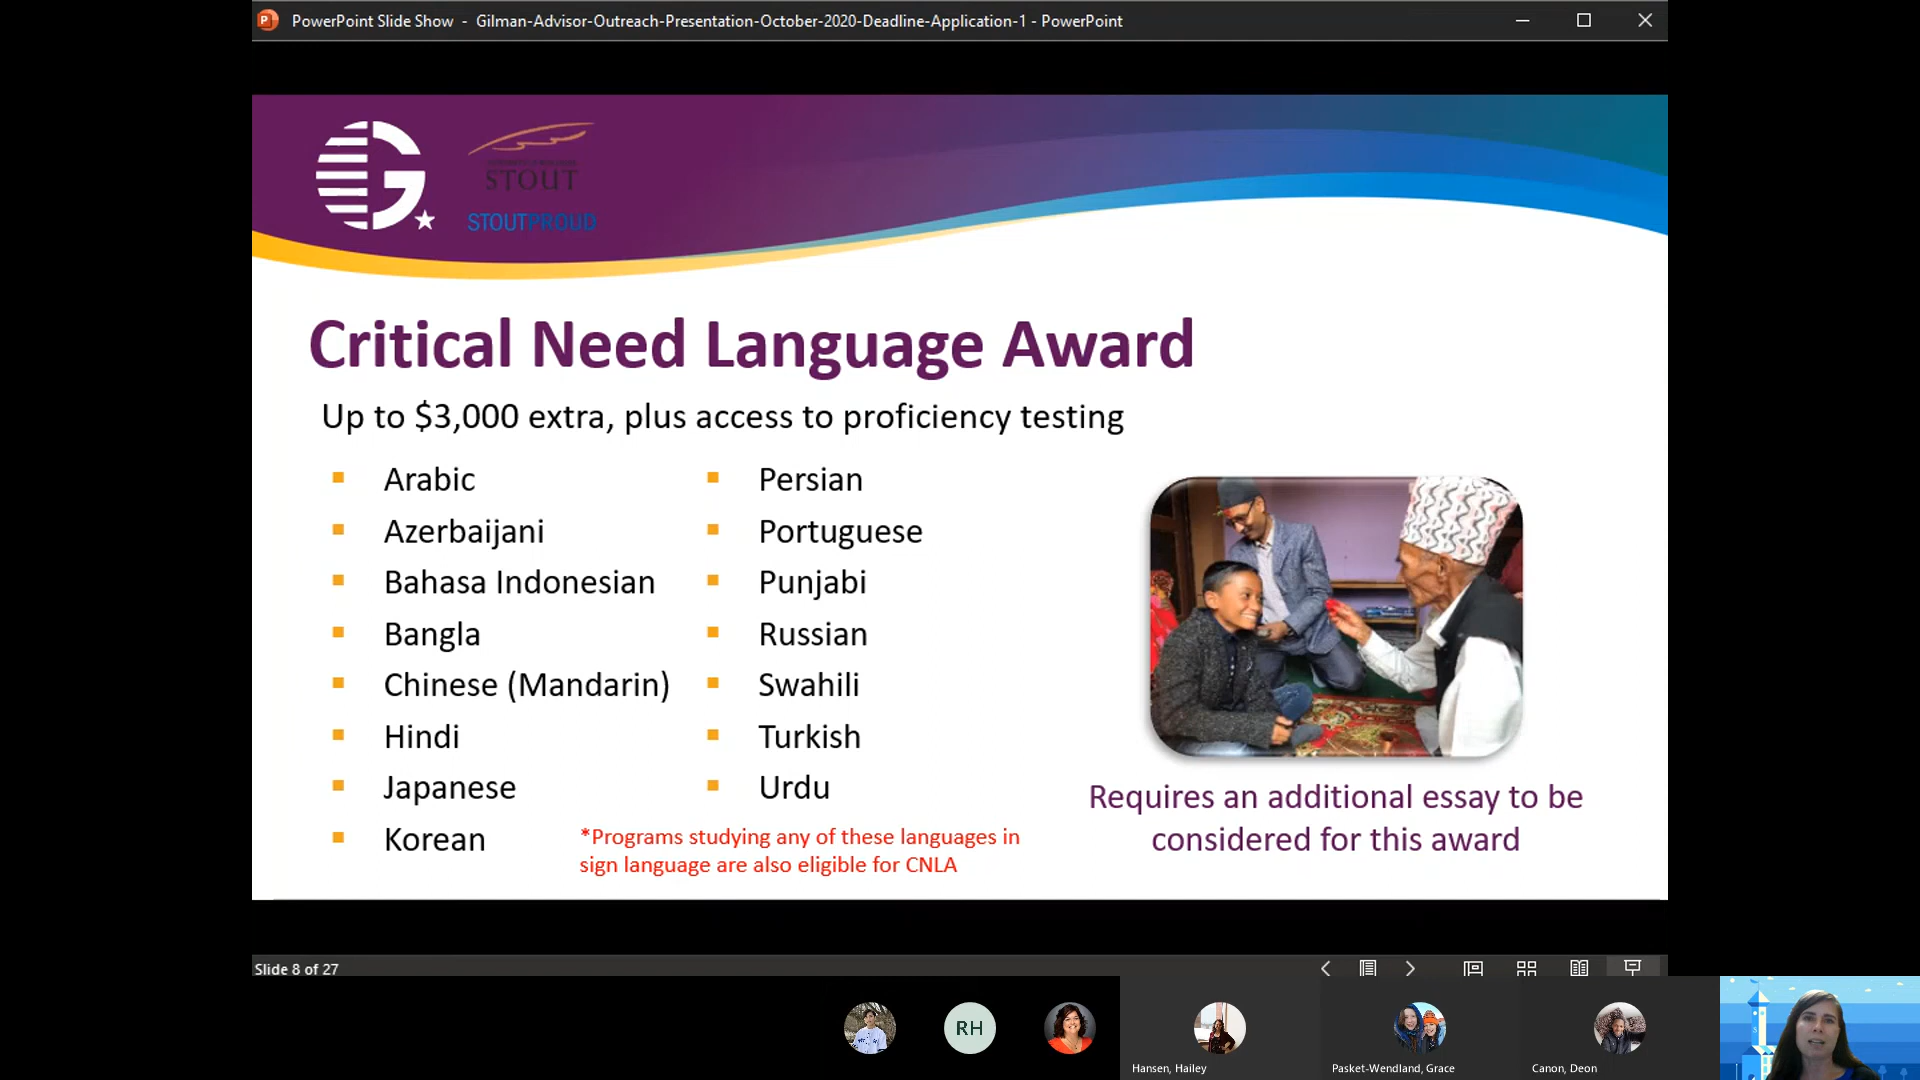 PowerPoint Slide Show - Gilman-Advisor-Outreach-Presentation-October-2020-Deadline-Application-1 - PowerPoint
G
STOUT
STOUTPROUD
Critical Need Language Award
Up to $3,000 extra, plus access to proficiency testing
Arabic
Azerbaijani
Bahasa Indonesian
Bangla
Chinese (Mandarin)
Hindi
Japanese
Korean
Persian
Portuguese
Punjabi
Russian
Swahili
Turkish
Urdu
*Programs studying any of these languages in
sign language are also eligible for CNLA
Requires an additional essay to be
considered for this award
Slide 8 of 27
RH
Hansen, Hailey
Pasket-Wendland, Grace
Canon, Deon